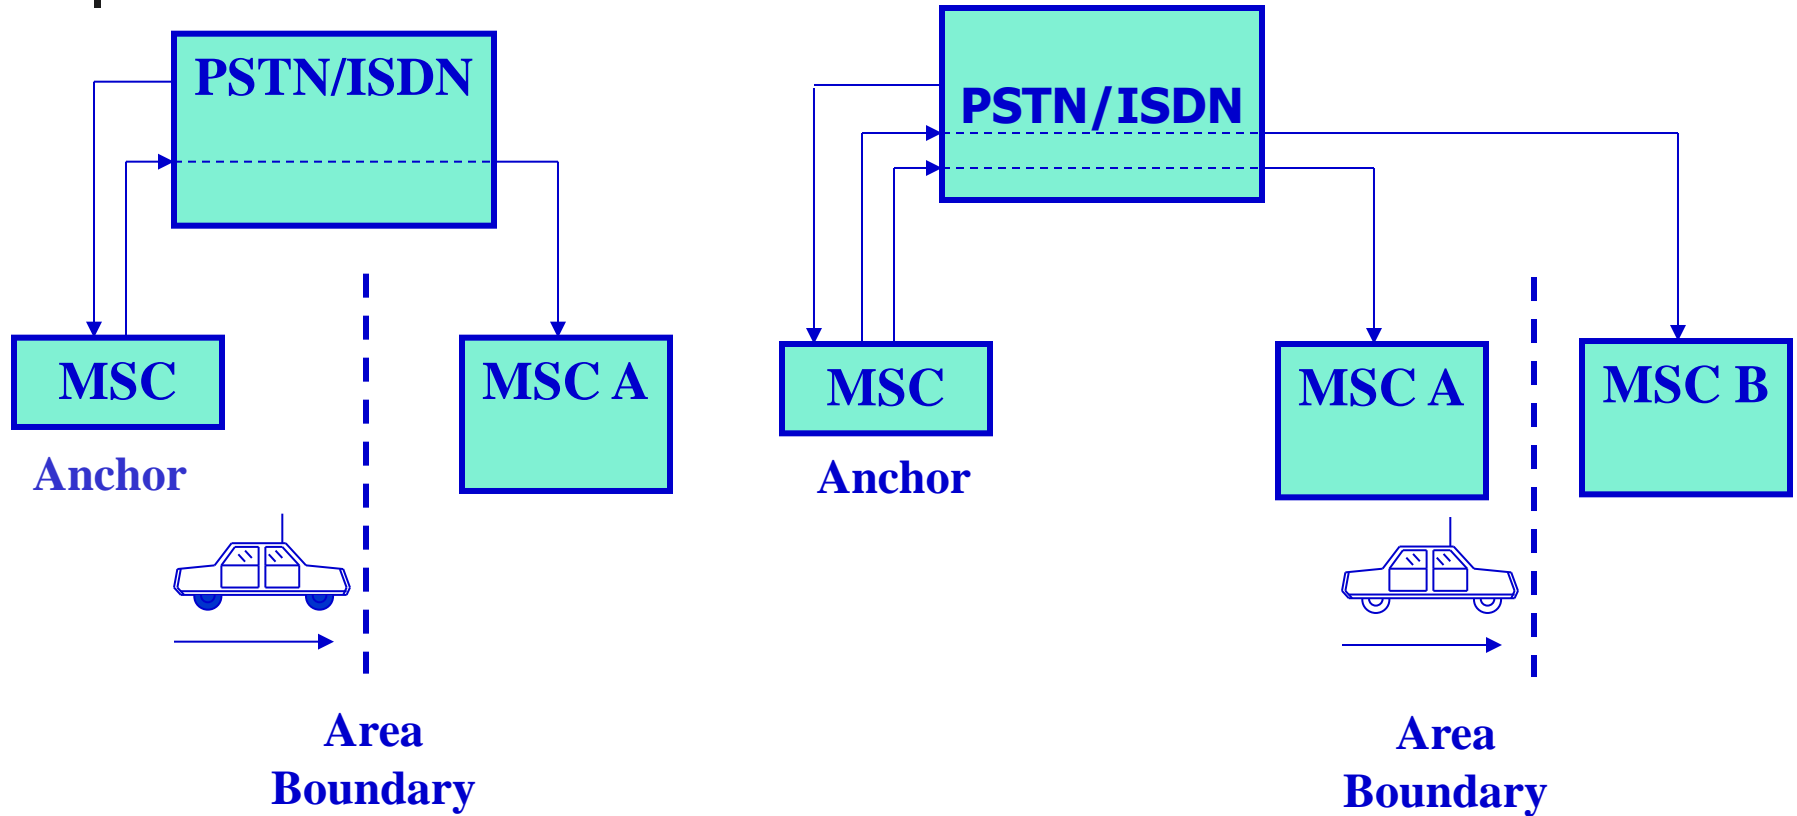 PSTN/ISDN
MSC
MSC A
Anchor
Area
Boundary
PSTN/ISDN
MSC
MSC A
MSC B
Anchor
Area
Boundary